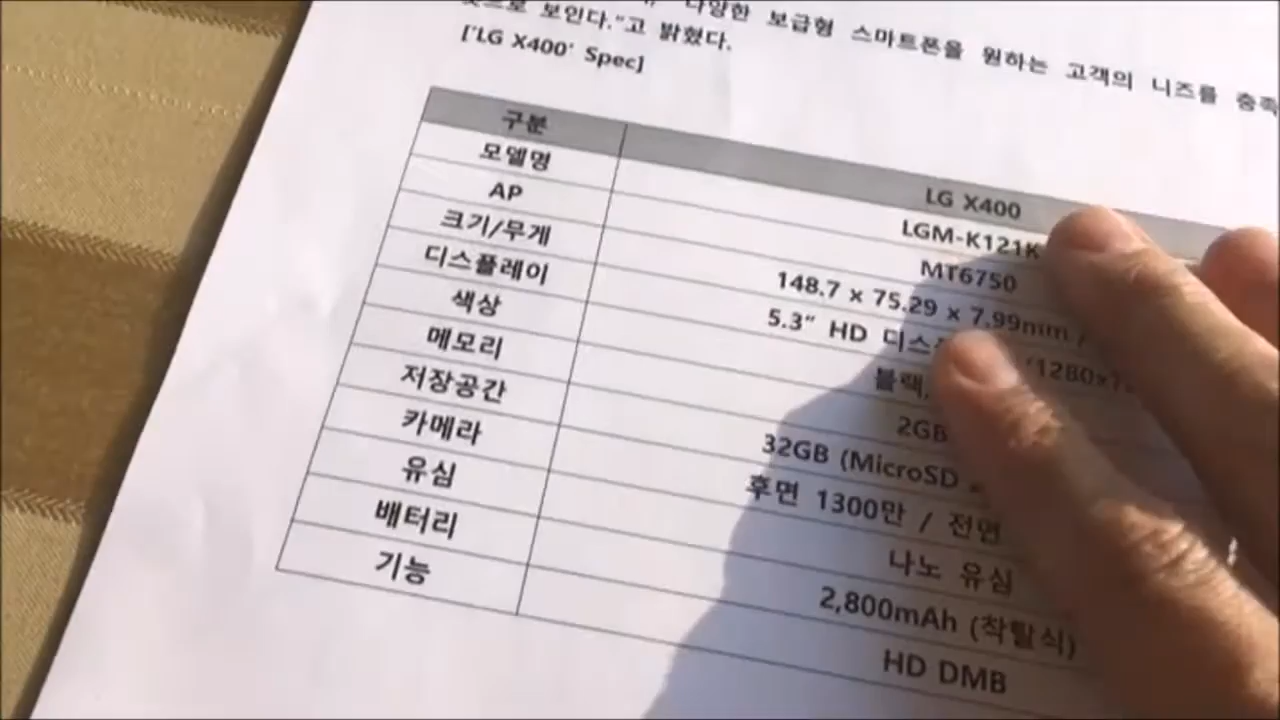 다양한 보급형 스마트폰을 원하는 고객의 니즈를 충족
보인다."고 밝혔다.
['LG X400' Spec]
구분 LG X400
모델명 LGM-K121K
AP MT6750
크기/무게 148.7 x 75.29 x 7.99mm /
디스플레이 5.3" HD
색상 블랙,
메모리 2GB
저장공간 32GB (MicroSD
카메라 후면 1300만 / 전면
유심 나노 유심
배터리 2,800mAh (착탈식)
기능 HD DMB